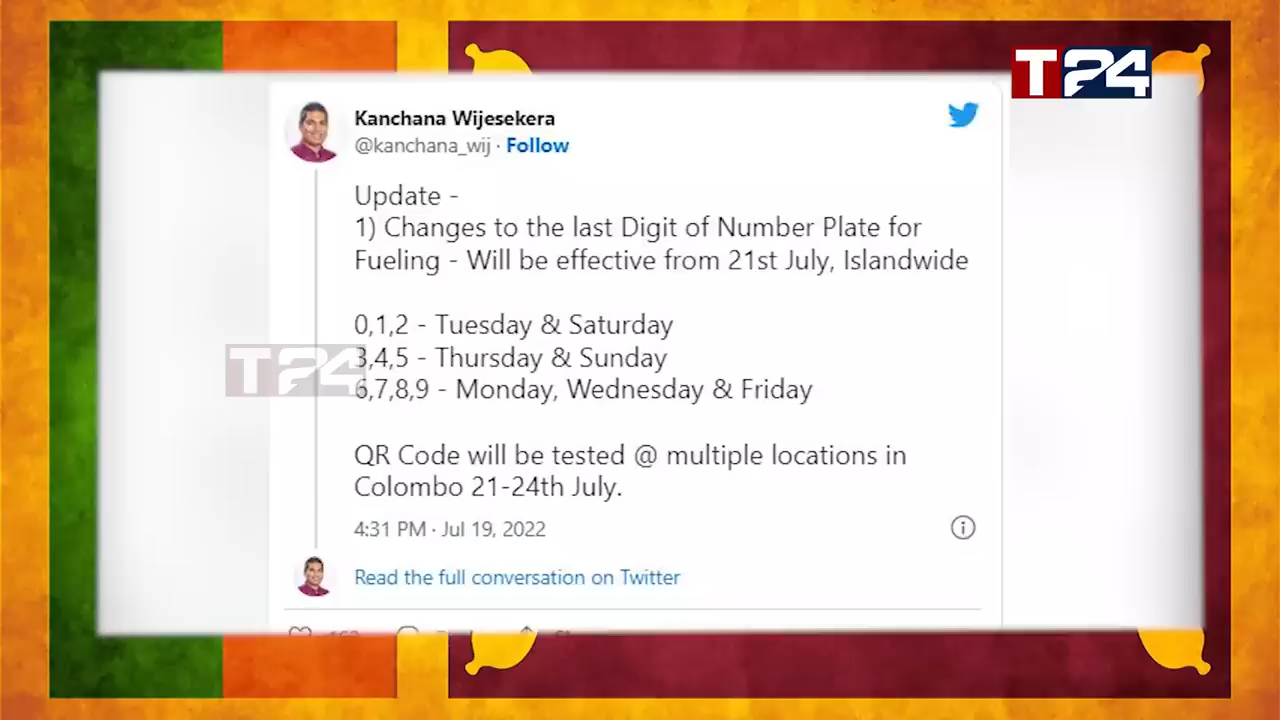 T24
Kanchana Wijesekera
@kanchana_wij · Follow
Update -
1) Changes to the last Digit of Number Plate for
Fueling - Will be effective from 21st July, Islandwide
0,1,2 - Tuesday & Saturday
3,4,5 - Thursday & Sunday
T24
6,7,8,9 - Monday, Wednesday & Friday
QR Code will be tested @ multiple locations in
Colombo 21-24th July.
4:31 PM · Jul 19, 2022
Read the full conversation on Twitter